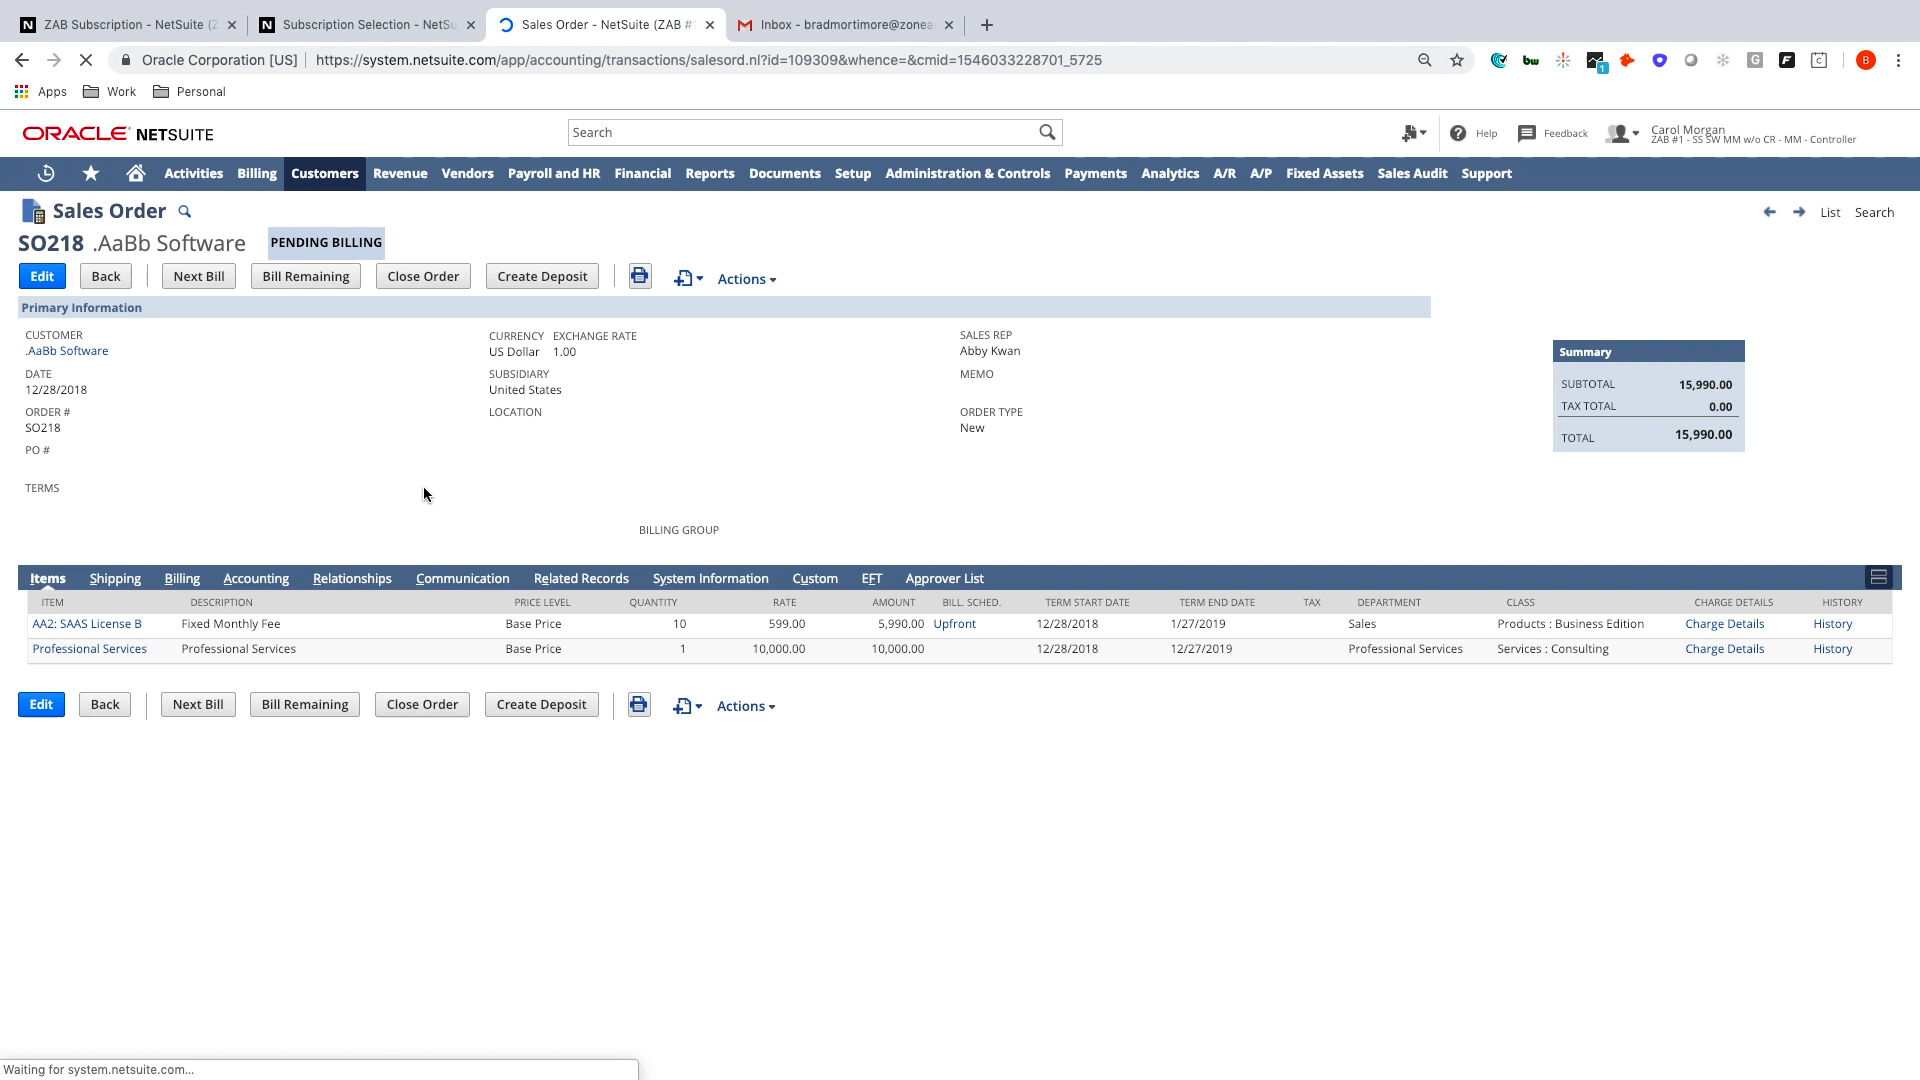 ZAB Subscription - NetSuite (Z
Subscription Selection - NetSu
Sales Order - NetSuite (ZAB #
Inbox - bradmortimore@zonea
Oracle Corporation [US] https://system.netsuite.com/app/accounting/transactions/salesord.nl?id=109309&whence=&cmid=1546033228701_5725
bw 1 G F C B
Apps Work Personal
ORACLE NETSUITE
Search
Help
Feedback
Carol Morgan
ZAB #1 - SS SW MM w/o CR - MM - Controller
Activities Billing Customers Revenue Vendors Payroll and HR Financial Reports Documents Setup Administration & Controls Payments Analytics A/R A/P Fixed Assets Sales Audit Support
Sales Order
List Search
SO218 .AaBb Software PENDING BILLING
Edit Back Next Bill Bill Remaining Close Order Create Deposit Actions
Primary Information
CUSTOMER
.AaBb Software
DATE
12/28/2018
ORDER #
SO218
PO #
TERMS
CURRENCY EXCHANGE RATE
US Dollar 1.00
SUBSIDIARY
United States
LOCATION
BILLING GROUP
SALES REP
Abby Kwan
MEMO
ORDER TYPE
New
Summary
SUBTOTAL 15,990.00
TAX TOTAL 0.00
TOTAL 15,990.00
Items Shipping Billing Accounting Relationships Communication Related Records System Information Custom EFT Approver List
ITEM DESCRIPTION PRICE LEVEL QUANTITY RATE AMOUNT BILL. SCHED. TERM START DATE TERM END DATE TAX DEPARTMENT CLASS CHARGE DETAILS HISTORY
AA2: SAAS License B Fixed Monthly Fee Base Price 10 599.00 5,990.00 Upfront 12/28/2018 1/27/2019 Sales Products : Business Edition Charge Details History
Professional Services Professional Services Base Price 1 10,000.00 10,000.00 12/28/2018 12/27/2019 Professional Services Services : Consulting Charge Details History
Edit Back Next Bill Bill Remaining Close Order Create Deposit Actions
Waiting for system.netsuite.com...